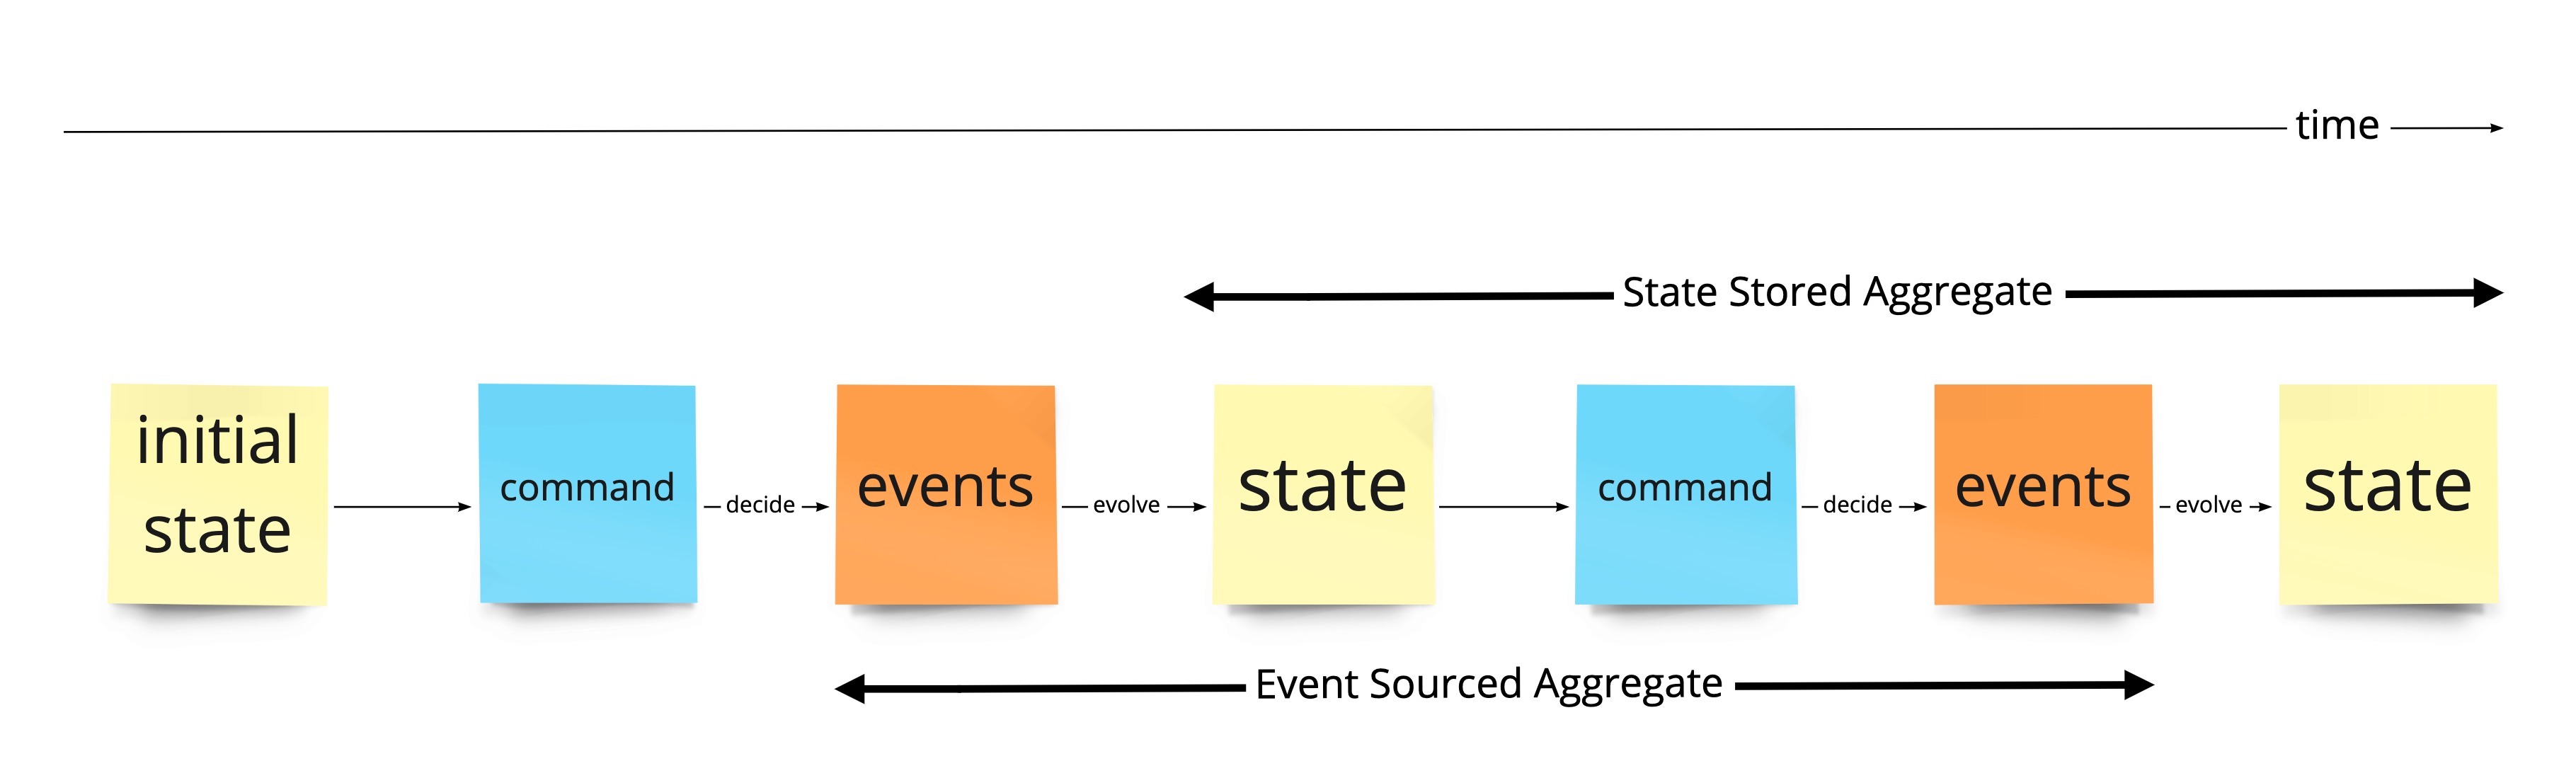 time
State Stored Aggregate
initial
state
command
decide
events
evolve
state
command
decide
events
evolve
state
Event Sourced Aggregate